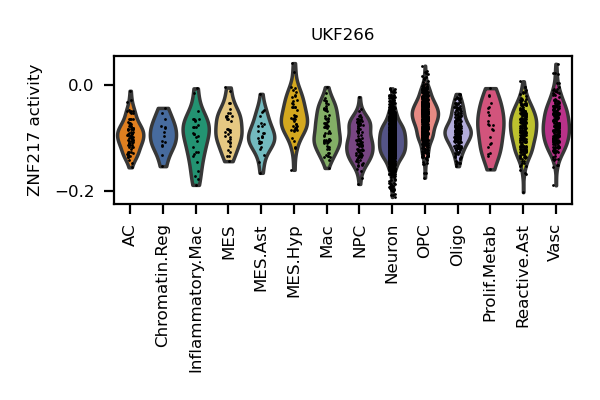 UKF266
ZNF217 activity
0.0
−0.2
AC
Chromatin.Reg
Inflammatory.Mac
MES
MES.Ast
MES.Hyp
Mac
NPC
Neuron
OPC
Oligo
Prolif.Metab
Reactive.Ast
Vasc